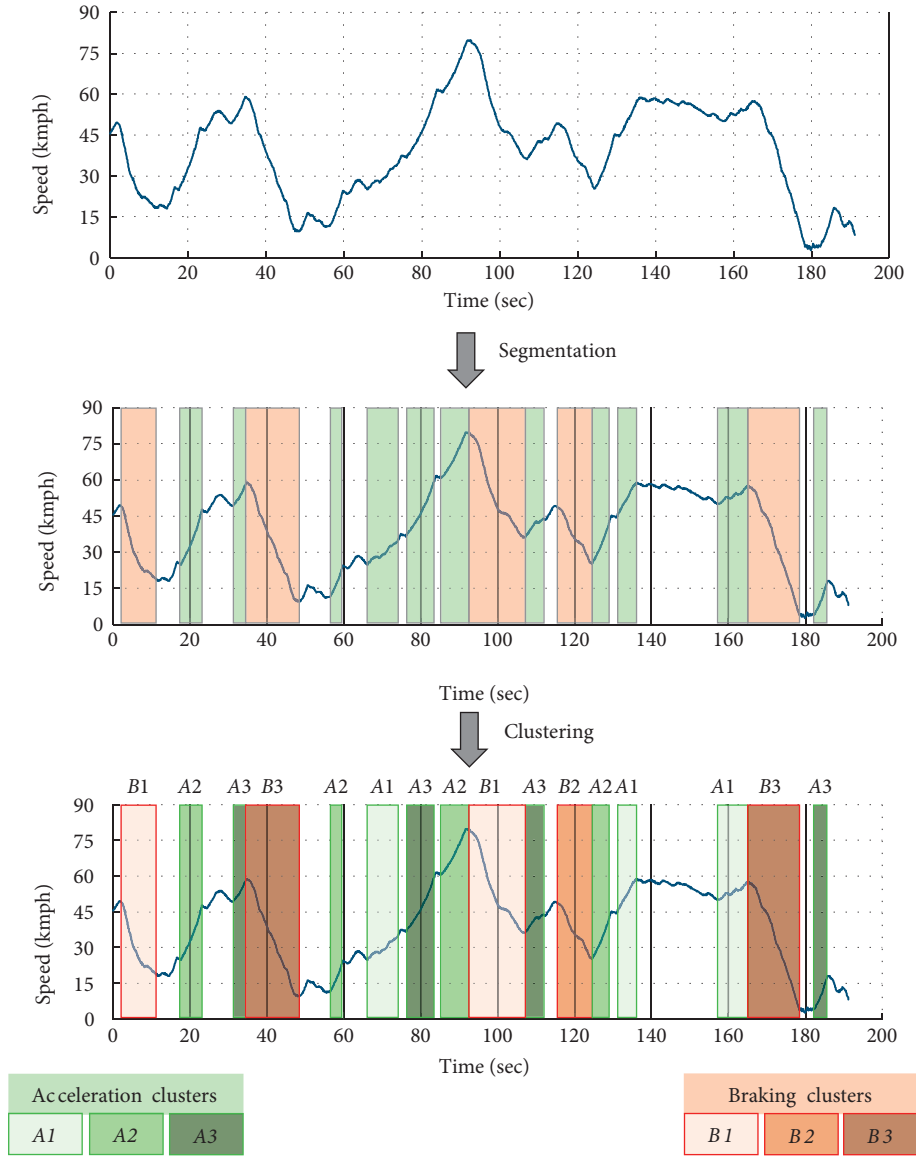 90
75
60
45
30
15
0
Speed (kmph)
0 20 40 60 80 100 120 140 160 180 200
Time (sec)
Segmentation
90
75
60
45
30
15
0
Speed (kmph)
0 20 40 60 80 100 120 140 160 180 200
Time (sec)
Clustering
B1 A2 A3 B3 A2 A1 A3 A2 B1 A3 B2 A2 A1 A1 B3 A3
90
75
60
45
30
15
0
Speed (kmph)
0 20 40 60 80 100 120 140 160 180 200
Time (sec)
Acceleration clusters
A1 A2 A3
Braking clusters
B1 B2 B3